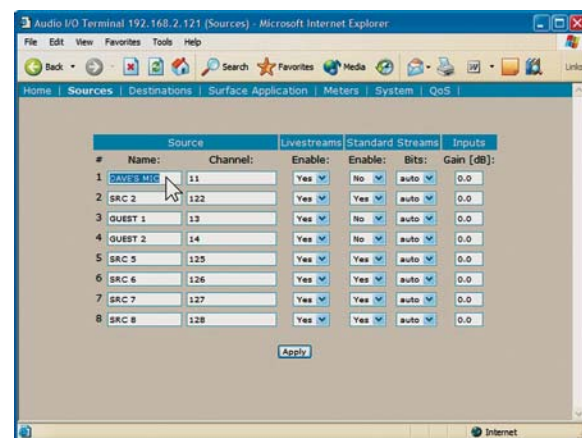 Audio I/O Terminal 192.168.2.121 (Sources) - Microsoft Internet Explorer
File Edit View Favorites Tools Help
Back Search Favorites Media Links
Home | Sources | Destinations | Surface Application | Meters | System | QoS |
Source Livestreams Standard Streams Inputs
# Name: Channel: Enable: Enable: Bits: Gain [dB]:
1 DAVE'S MIC 11 Yes No auto 0.0
2 SRC 2 122 Yes Yes auto 0.0
3 GUEST 1 13 Yes No auto 0.0
4 GUEST 2 14 Yes No auto 0.0
5 SRC 5 125 Yes Yes auto 0.0
6 SRC 6 126 Yes Yes auto 0.0
7 SRC 7 127 Yes Yes auto 0.0
8 SRC 8 128 Yes Yes auto 0.0
Apply
Internet